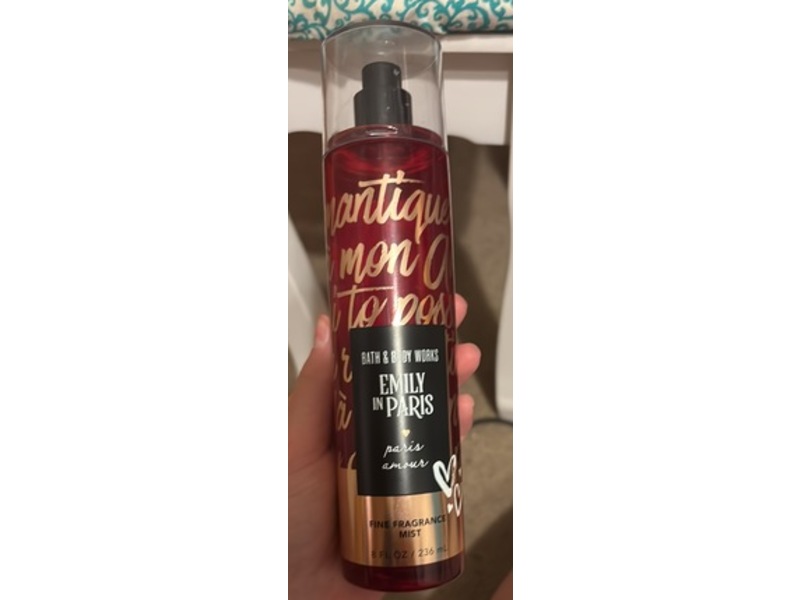 mantique
mon
to poss
à
BATH & BODY WORKS
EMILY
IN PARIS
paris
amour
FINE FRAGRANCE
MIST
8 FL OZ / 236 mL